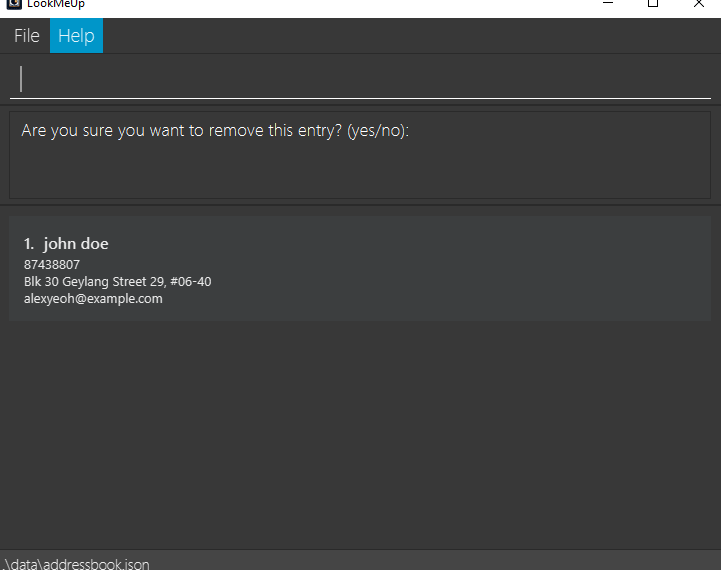 LookMeUp
File Help
Are you sure you want to remove this entry? (yes/no):
1. john doe
87438807
Blk 30 Geylang Street 29, #06-40
alexyeoh@example.com
.\data\addressbook.json